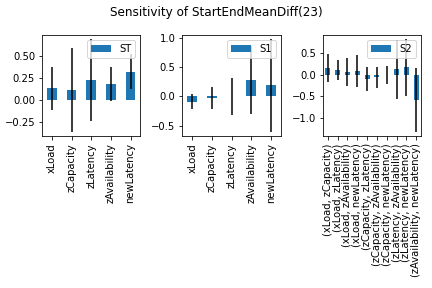 Sensitivity of StartEndMeanDiff(23)
ST
0.50
0.25
0.00
−0.25
xLoad
zCapacity
zLatency
zAvailability
newLatency
S1
1.0
0.5
0.0
−0.5
xLoad
zCapacity
zLatency
zAvailability
newLatency
S2
0.5
0.0
−0.5
−1.0
(xLoad, zCapacity)
(xLoad, zLatency)
(xLoad, zAvailability)
(xLoad, newLatency)
(zCapacity, zLatency)
(zCapacity, zAvailability)
(zCapacity, newLatency)
(zLatency, zAvailability)
(zLatency, newLatency)
(zAvailability, newLatency)